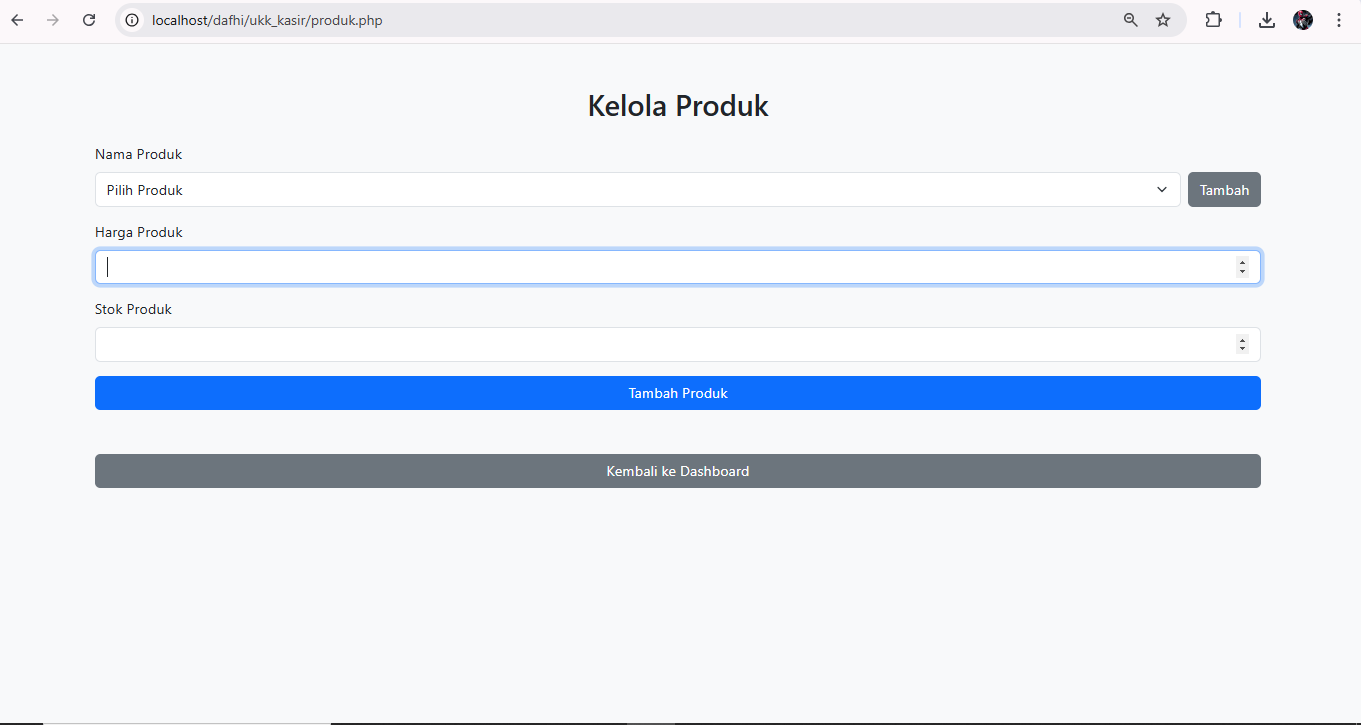 localhost/dafhi/ukk_kasir/produk.php
Kelola Produk
Nama Produk
Pilih Produk
Tambah
Harga Produk
Stok Produk
Tambah Produk
Kembali ke Dashboard